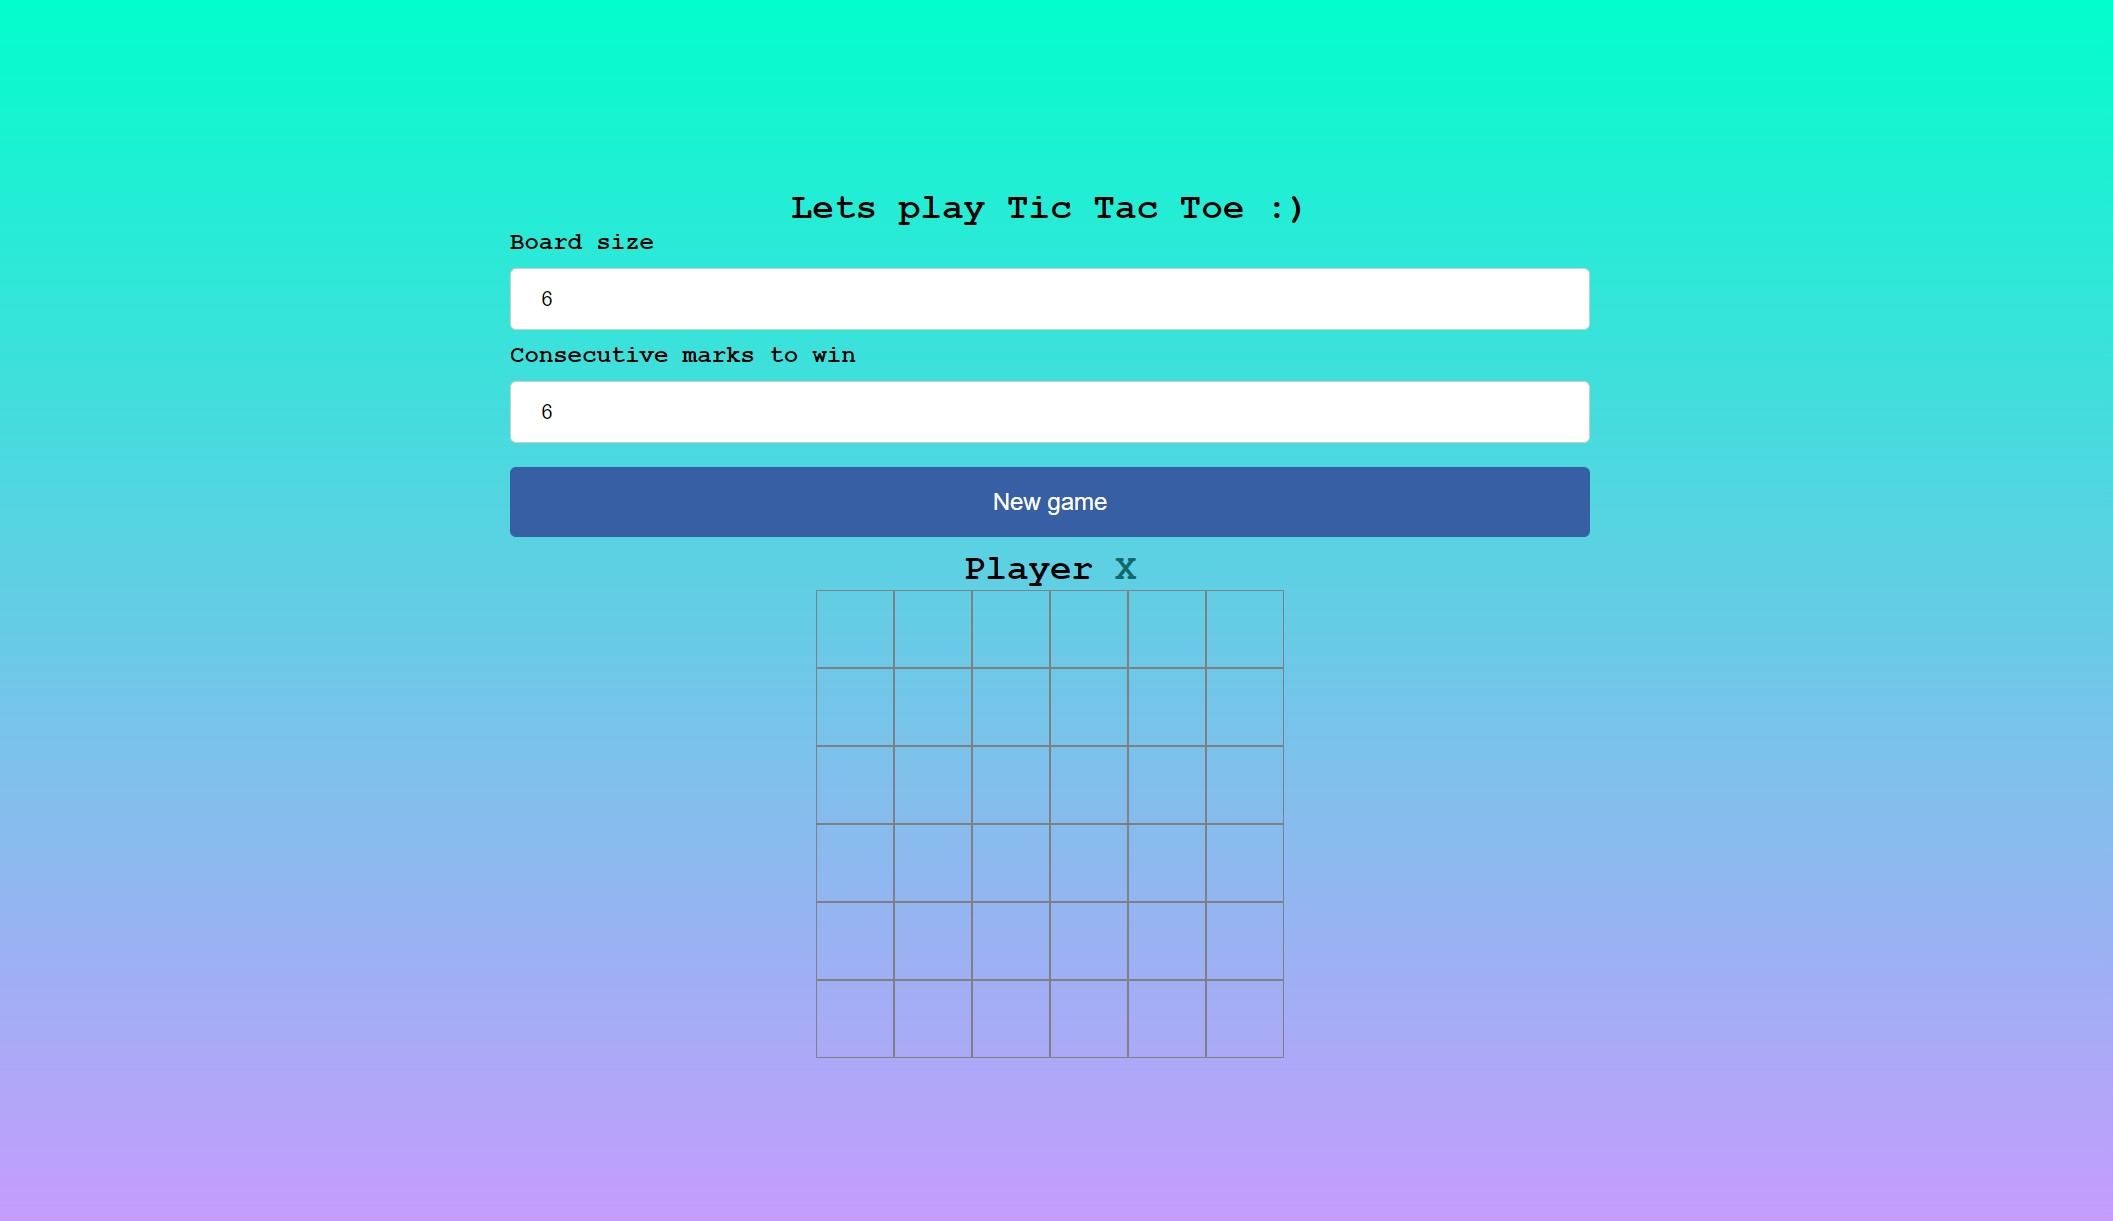 Lets play Tic Tac Toe :)
Board size
6
Consecutive marks to win
6
New game
Player X